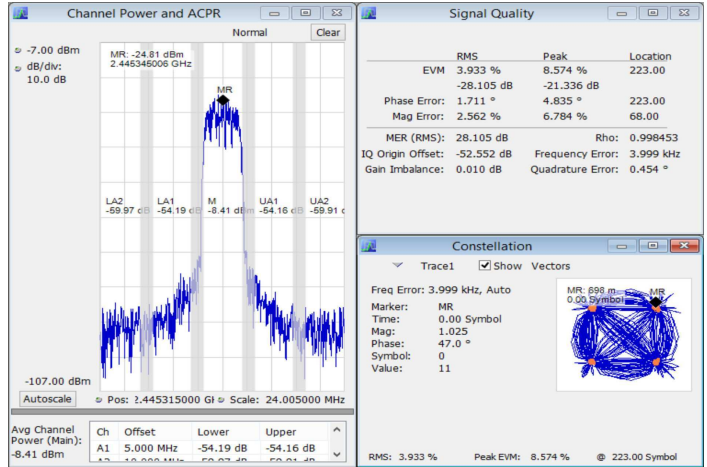 Channel Power and ACPR
Normal
Clear
-7.00 dBm
dB/div:
10.0 dB
MR: -24.81 dBm
2.445345006 GHz
MR
LA2 LA1 M UA1 UA2
-59.97 dB -54.19 dB -8.41 dBm -54.16 dB -59.91 d
-107.00 dBm
Autoscale
Pos: 2.445315000 GH Scale: 24.005000 MHz
Avg Channel
Power (Main):
-8.41 dBm
Ch Offset Lower Upper
A1 5.000 MHz -54.19 dB -54.16 dB
Signal Quality
RMS Peak Location
EVM 3.933 % 8.574 % 223.00
-28.105 dB -21.336 dB
Phase Error: 1.711 ° 4.835 ° 223.00
Mag Error: 2.562 % 6.784 % 68.00
MER (RMS): 28.105 dB Rho: 0.998453
IQ Origin Offset: -52.552 dB Frequency Error: 3.999 kHz
Gain Imbalance: 0.010 dB Quadrature Error: 0.454 °
Constellation
Trace1 Show Vectors
Freq Error: 3.999 kHz, Auto
Marker: MR
Time: 0.00 Symbol
Mag: 1.025
Phase: 47.0 °
Symbol: 0
Value: 11
MR: 698 m
0.00 Symbol
MR
RMS: 3.933 % Peak EVM: 8.574 % @ 223.00 Symbol